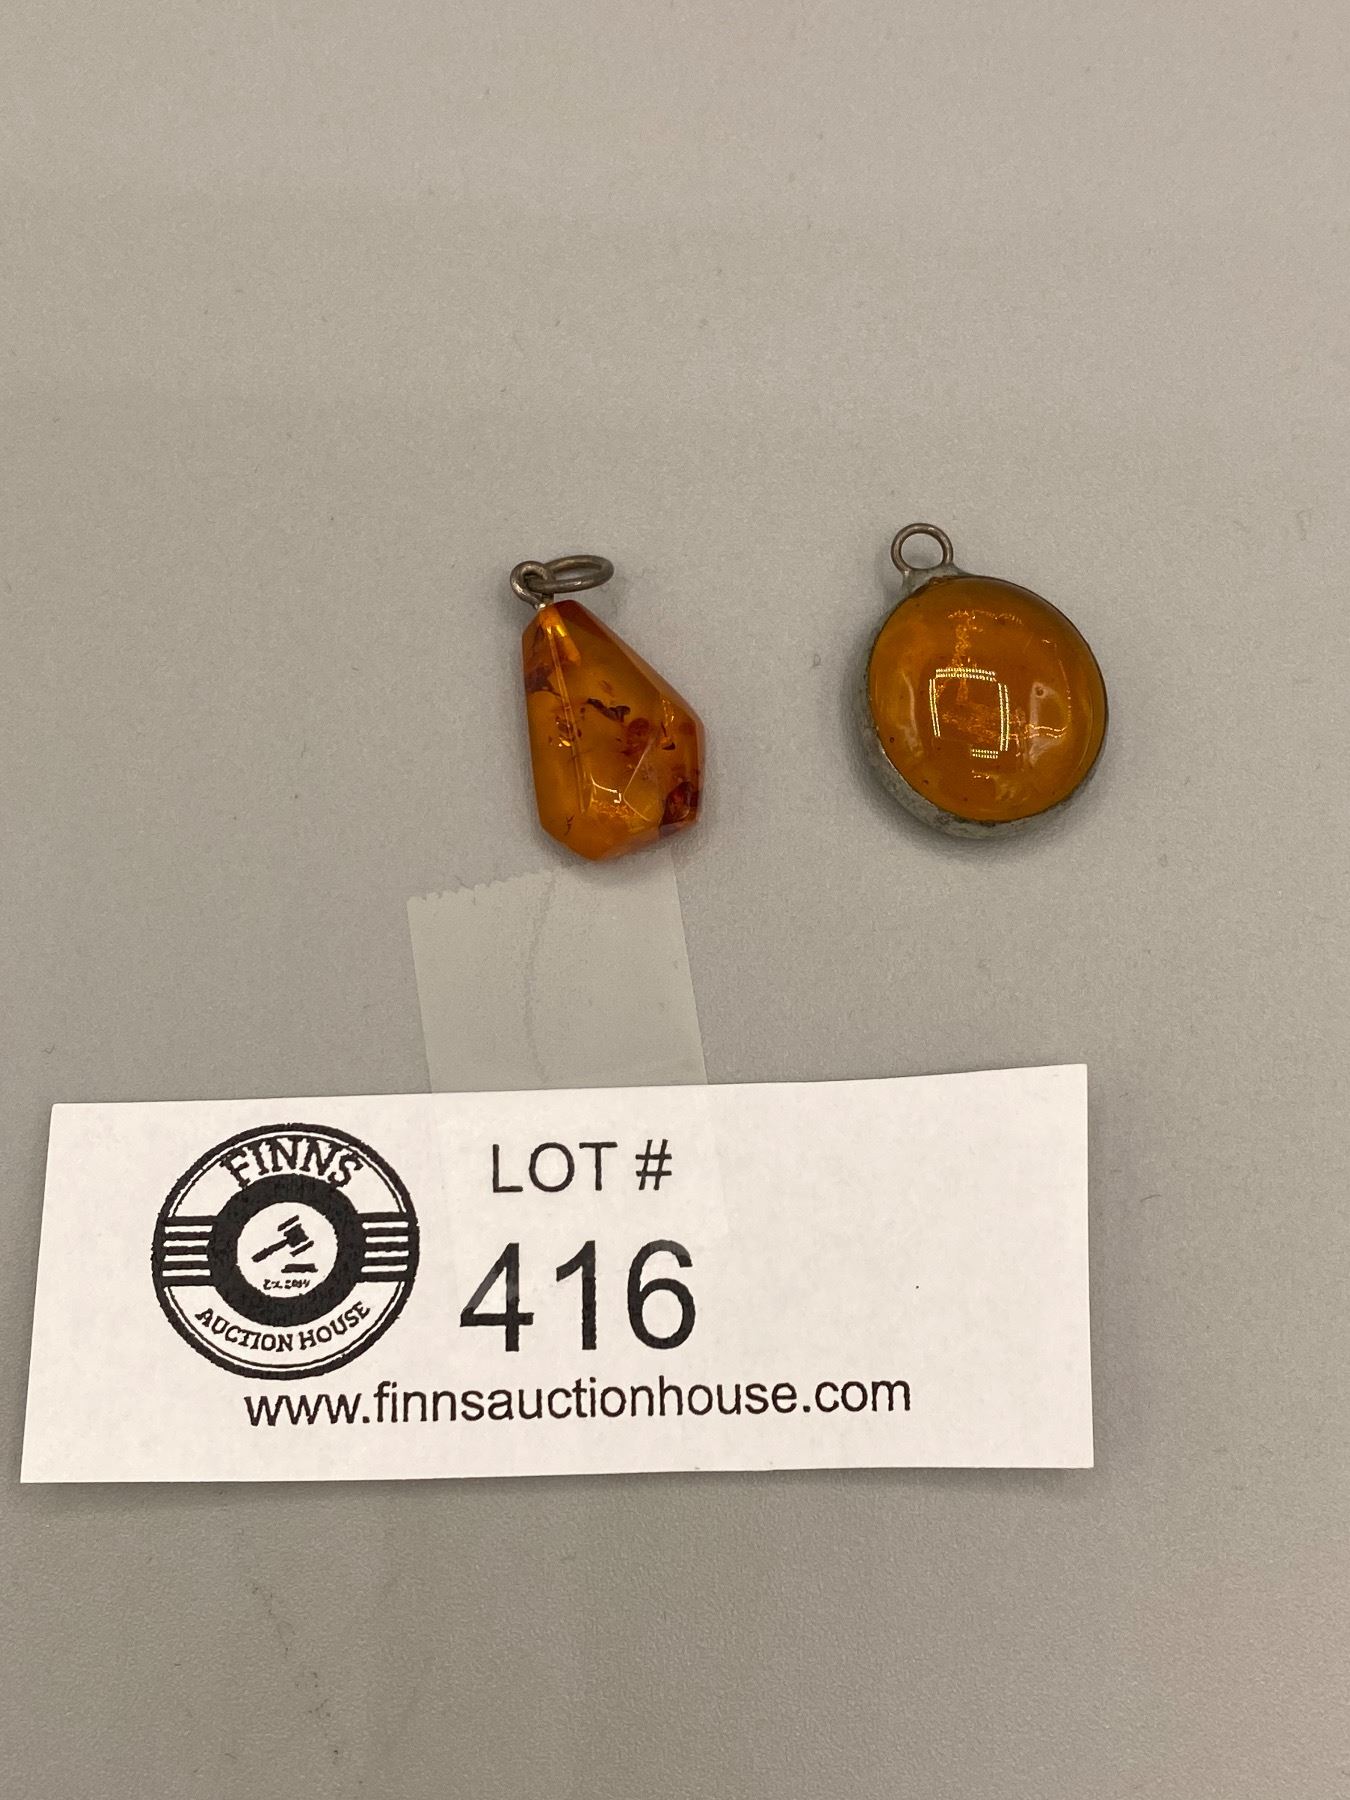 FINNS
AUCTION HOUSE
LOT #
416
www.finnsauctionhouse.com